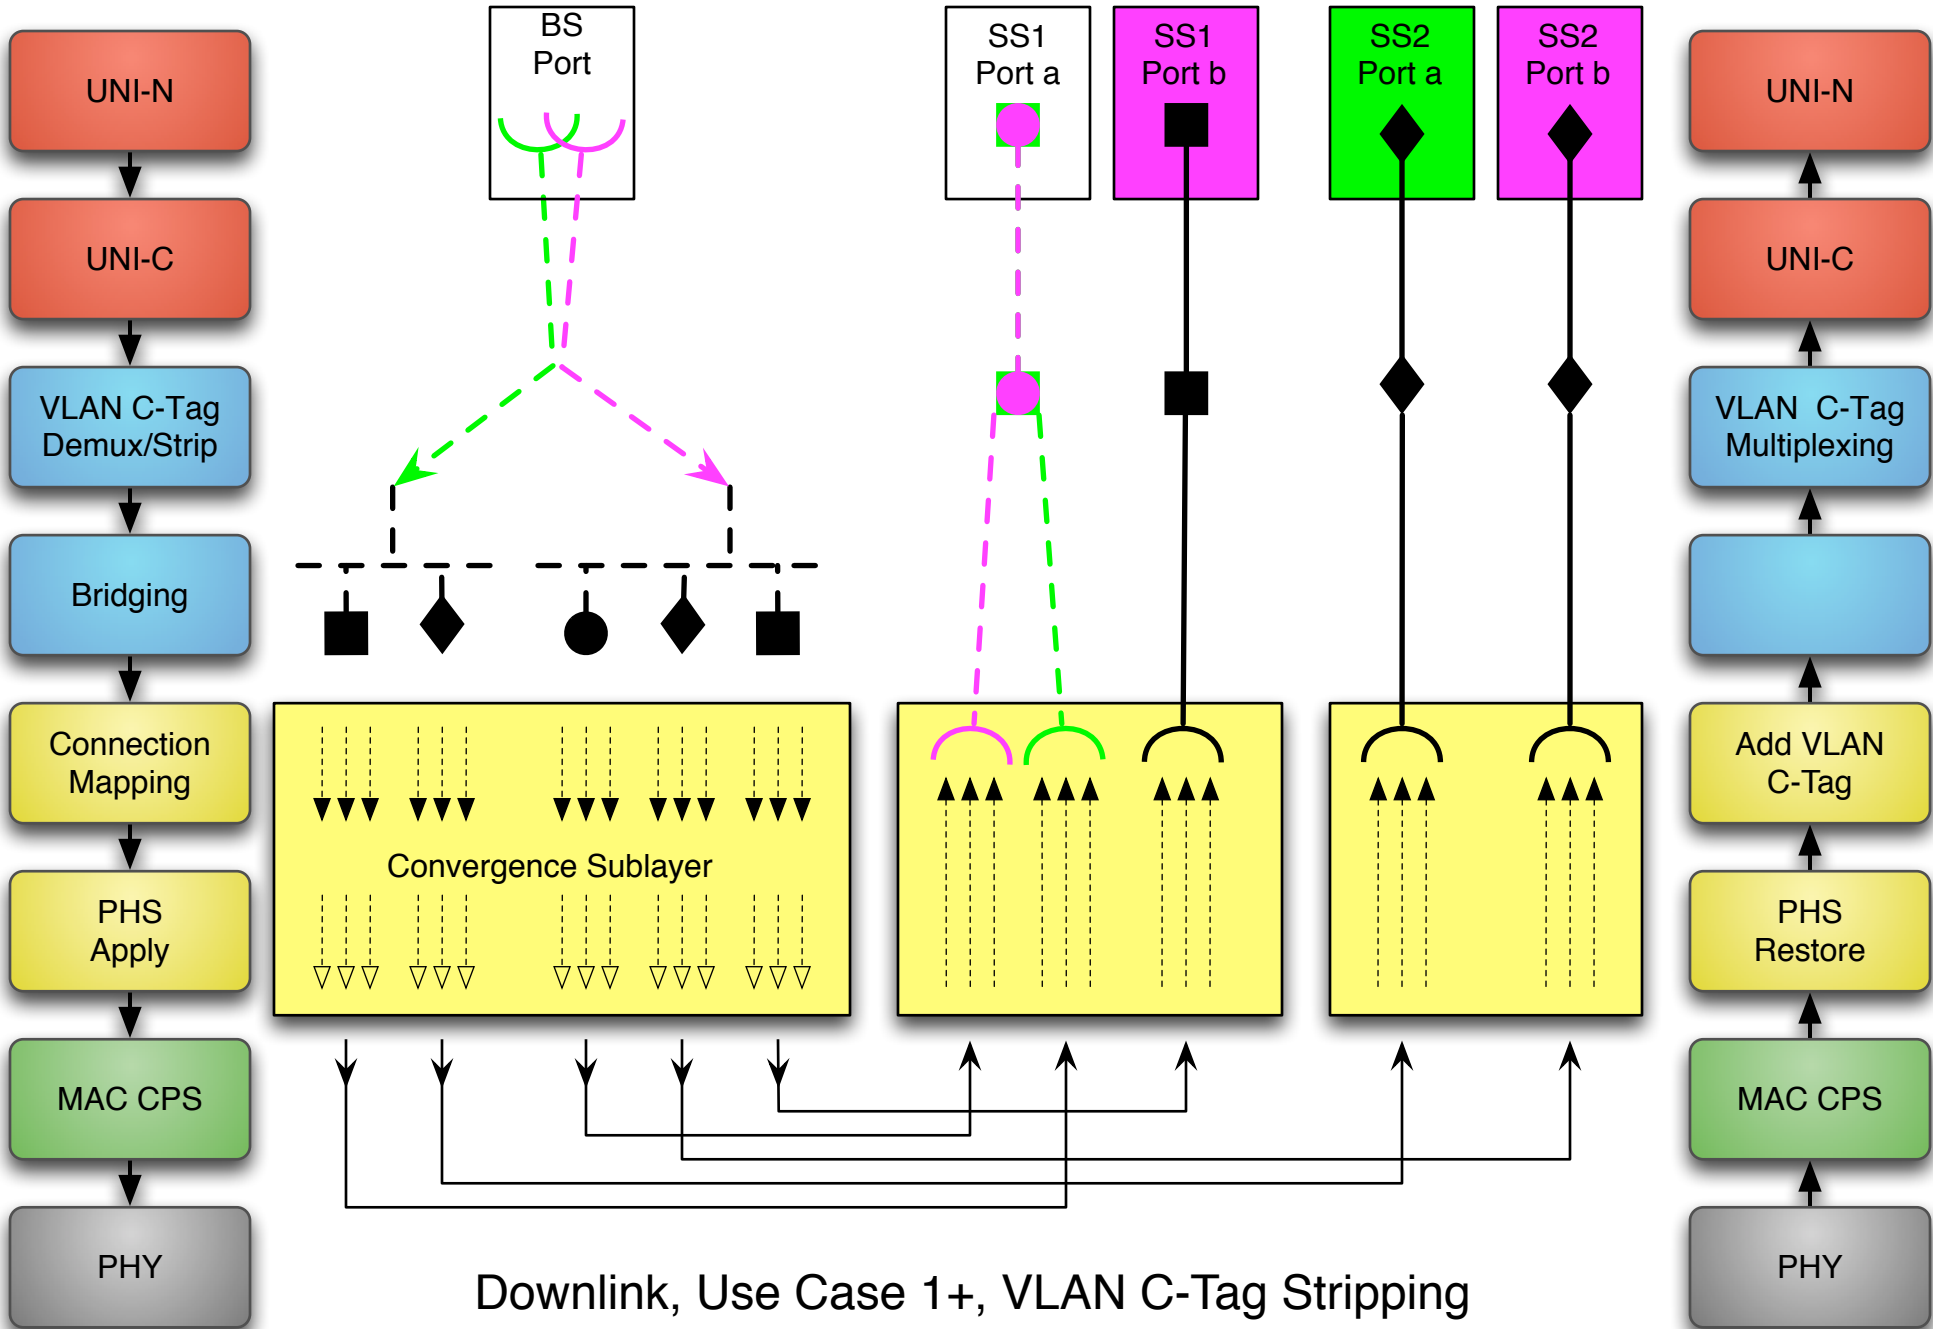 UNI-N
UNI-C
VLAN C-Tag
Demux/Strip
Bridging
Connection
Mapping
PHS
Apply
MAC CPS
PHY
BS
Port
SS1
Port a
SS1
Port b
SS2
Port a
SS2
Port b
Convergence Sublayer
UNI-N
UNI-C
VLAN  C-Tag
Multiplexing
Add VLAN
C-Tag
PHS
Restore
MAC CPS
PHY
Downlink, Use Case 1+, VLAN C-Tag Stripping